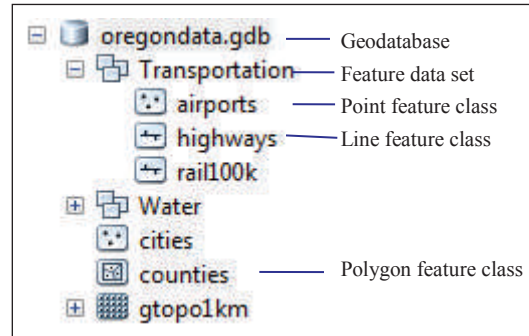 oregondata.gdb Geodatabase
Transportation Feature data set
airports Point feature class
highways Line feature class
rail100k
Water
cities
counties Polygon feature class
gtopo1km